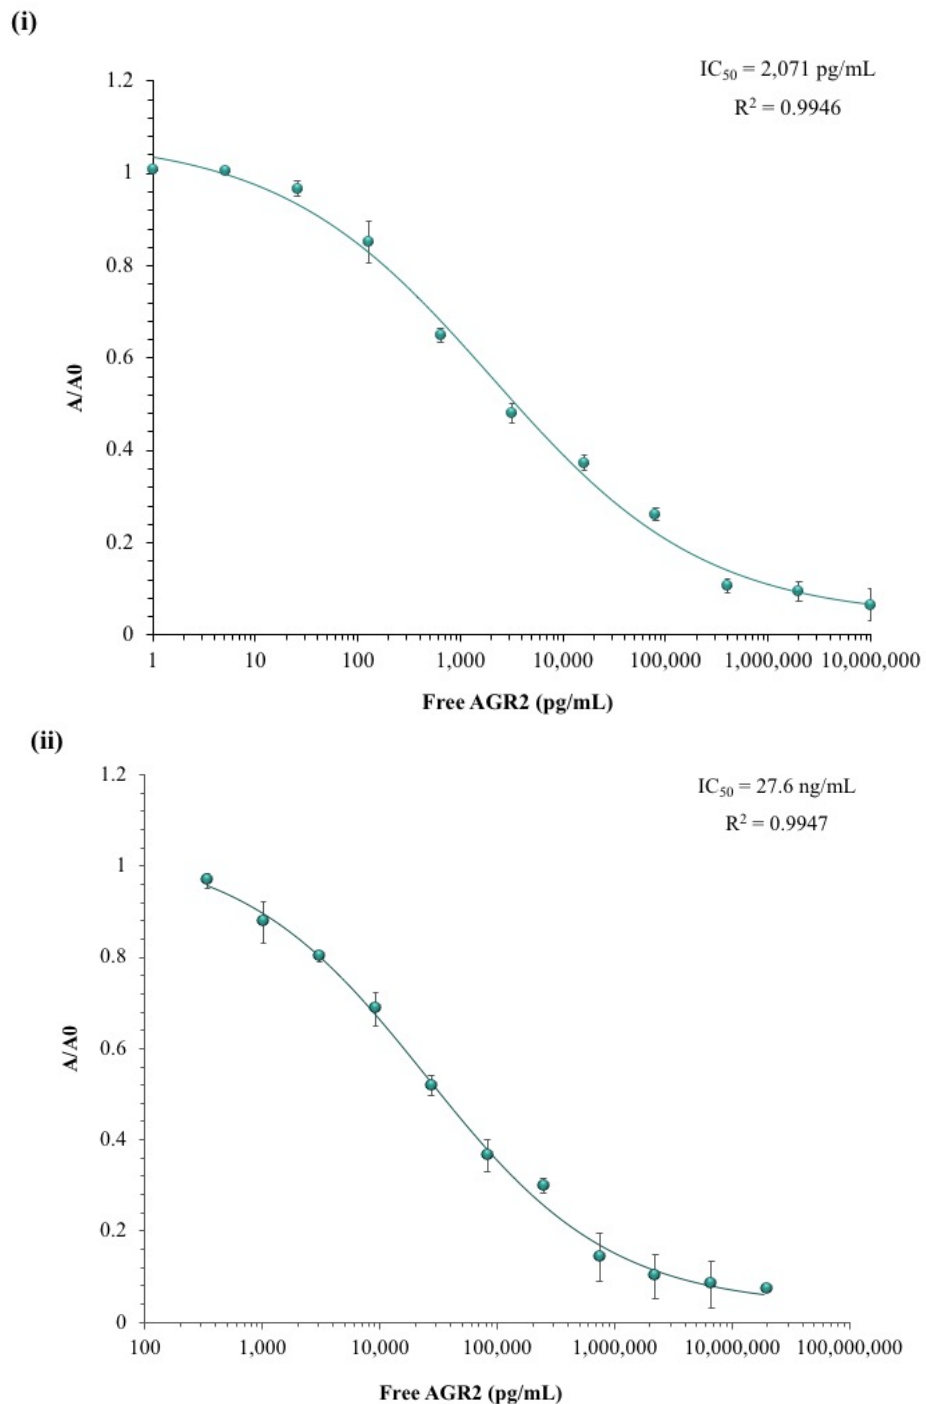 (i)
IC₅₀ = 2,071 pg/mL
R² = 0.9946
1.2
1
0.8
0.6
0.4
0.2
0
A/A0
1 10 100 1,000 10,000 100,000 1,000,000 10,000,000
Free AGR2 (pg/mL)
(ii)
IC₅₀ = 27.6 ng/mL
R² = 0.9947
1.2
1
0.8
0.6
0.4
0.2
0
A/A0
100 1,000 10,000 100,000 1,000,000 10,000,000 100,000,000
Free AGR2 (pg/mL)